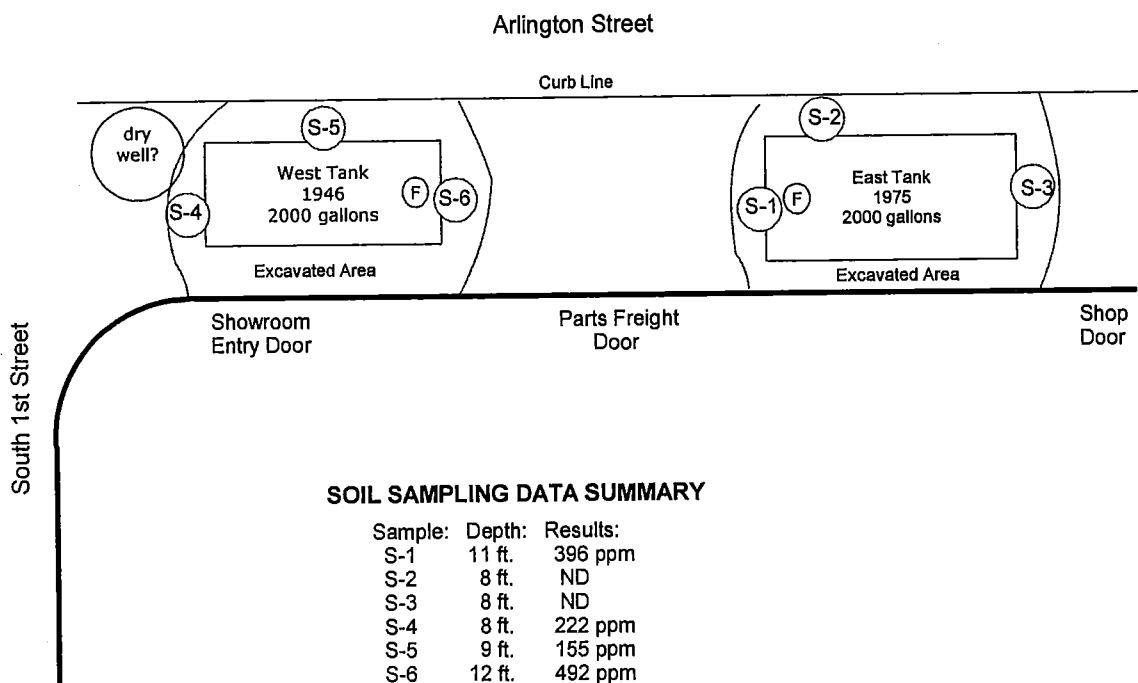 Arlington Street
Curb Line
dry
well?
S-5
S-2
West Tank
1946
2000 gallons
F
S-6
S-4
East Tank
1975
2000 gallons
S-1
F
S-3
Excavated Area
Excavated Area
Showroom
Entry Door
Parts Freight
Door
Shop
Door
South 1st Street
SOIL SAMPLING DATA SUMMARY
Sample: Depth: Results:
S-1 11 ft. 396 ppm
S-2 8 ft. ND
S-3 8 ft. ND
S-4 8 ft. 222 ppm
S-5 9 ft. 155 ppm
S-6 12 ft. 492 ppm